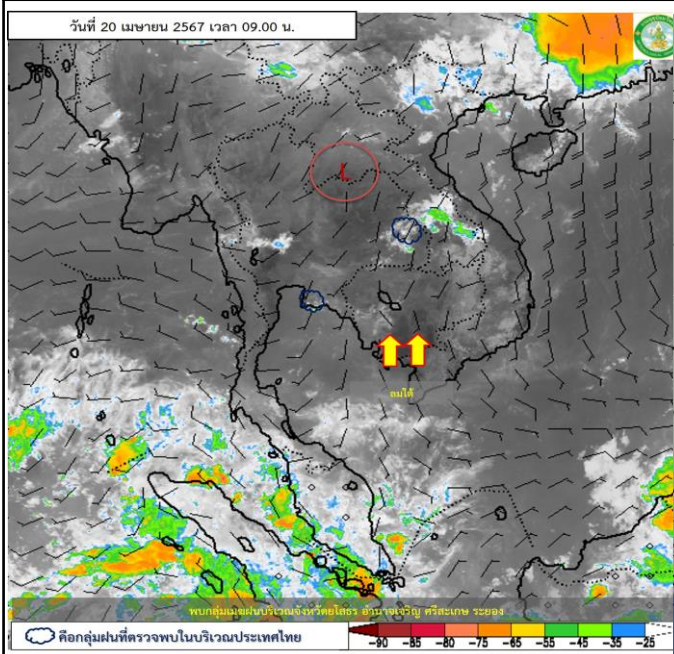 วันที่ 20 เมษายน 2567 เวลา 09.00 น.
L
ลมใต้
พบกลุ่มเมฆฝนบริเวณจังหวัดยโสธร อำนาจเจริญ ศรีสะเกษ ระยอง
คือกลุ่มฝนที่ตรวจพบในบริเวณประเทศไทย
-90 -85 -80 -75 -65 -55 -45 -35 -25